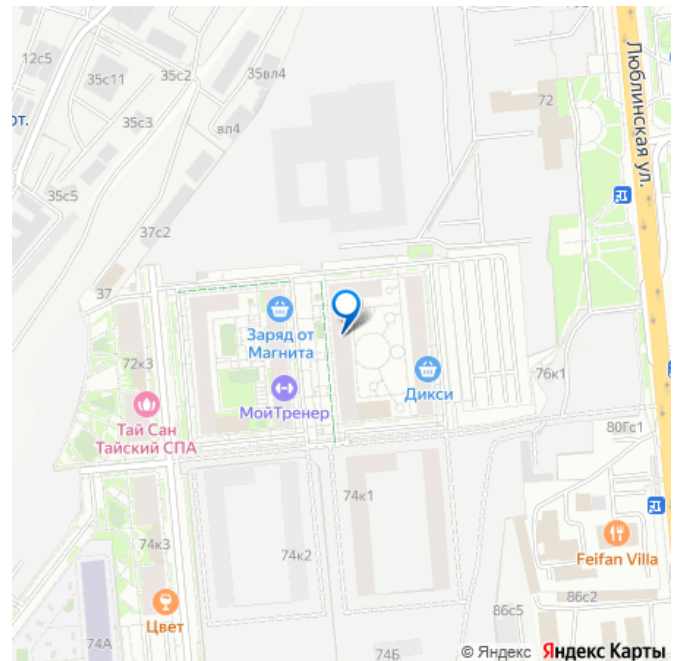 12с5
35с2
35вл4
35с11
72
Люблинская ул.
35с3
вл4
от.
35с5
37с2
37
Заряд от
Магнита
72к3
76к1
МойТренер
Дикси
Тай Сан
Тайский СПА
80Гс1
74к1
74к3
74к2
Feifan Villa
86с2
86с5
Цвет
74А
74Б
© Яндекс Яндекс Карты